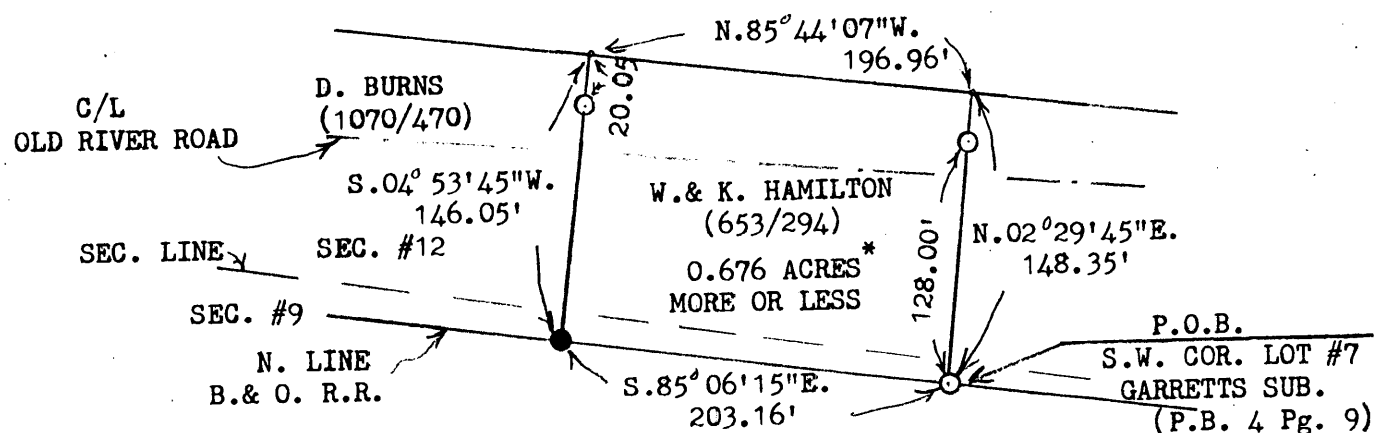 N.85°44'07"W.
196.96'
D. BURNS
(1070/470)
C/L
OLD RIVER ROAD
20.05
S.04°53'45"W.
146.05'
W.& K. HAMILTON
(653/294)
0.676 ACRES*
MORE OR LESS
128.00'
N.02°29'45"E.
148.35'
SEC. LINE
SEC. #12
SEC. #9
N. LINE
B.& O. R.R.
S.85°06'15"E.
203.16'
P.O.B.
S.W. COR. LOT #7
GARRETTS SUB.
(P.B. 4 Pg. 9)